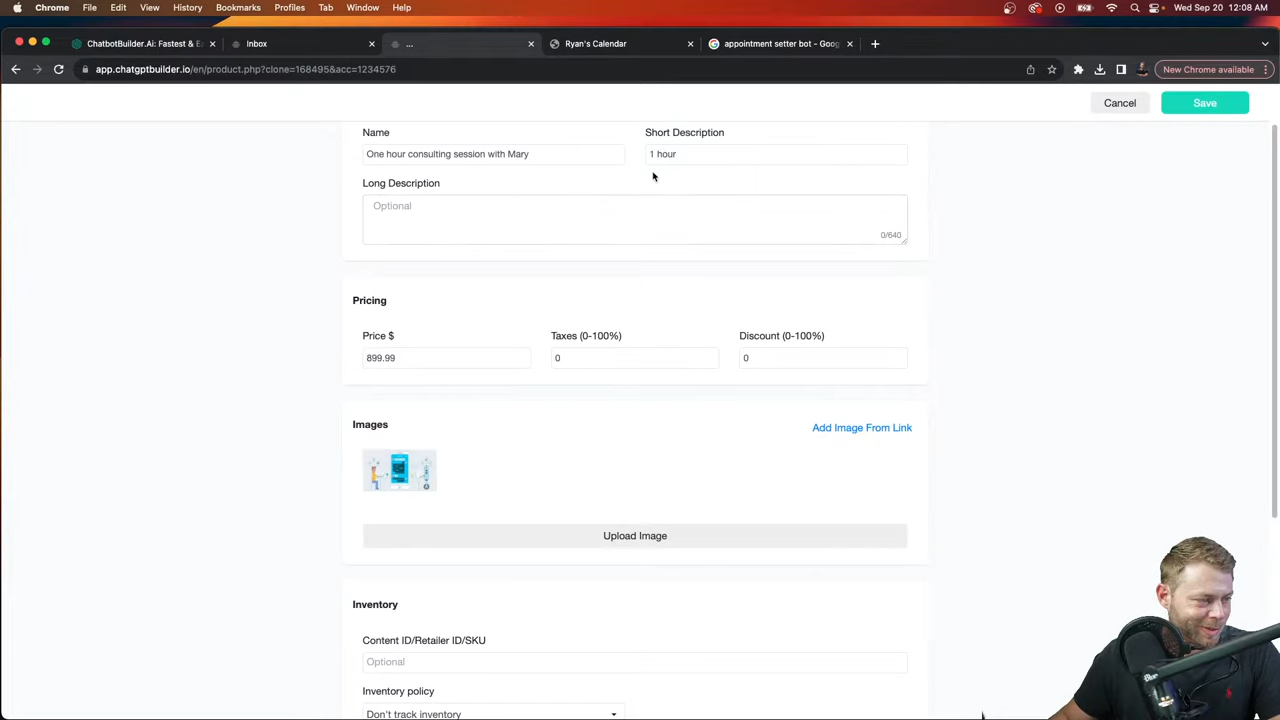 Chrome File Edit View History Bookmarks Profiles Tab Window Help Wed Sep 20 12:08 AM
ChatbotBuilder.Ai: Fastest & E Inbox ... Ryan's Calendar appointment setter bot - Goog
app.chatgptbuilder.io/en/product.php?clone=168495&acc=1234576 New Chrome available
Cancel Save
Name Short Description
One hour consulting session with Mary 1 hour
Long Description
Optional
0/640
Pricing
Price $ Taxes (0-100%) Discount (0-100%)
899.99 0 0
Images Add Image From Link
Upload Image
Inventory
Content ID/Retailer ID/SKU
Optional
Inventory policy
Don't track inventory